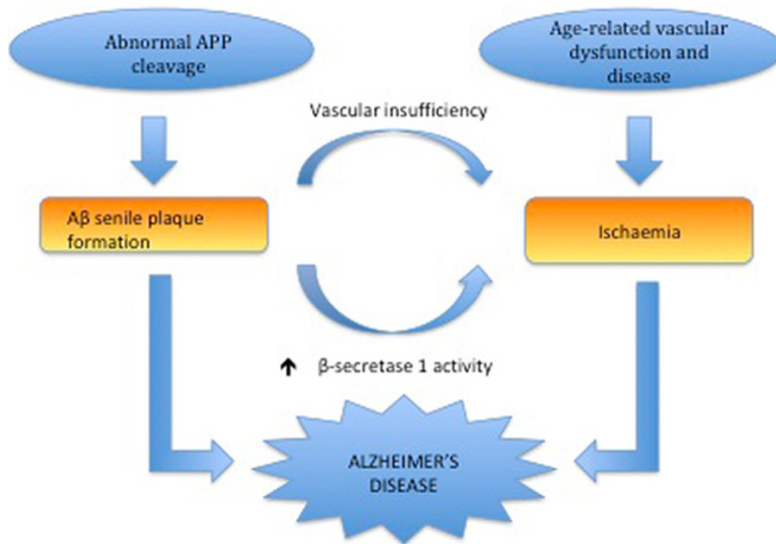 Abnormal APP
cleavage
Age-related vascular
dysfunction and
disease
Vascular insufficiency
Aβ senile plaque
formation
Ischaemia
↑ β-secretase 1 activity
ALZHEIMER'S
DISEASE